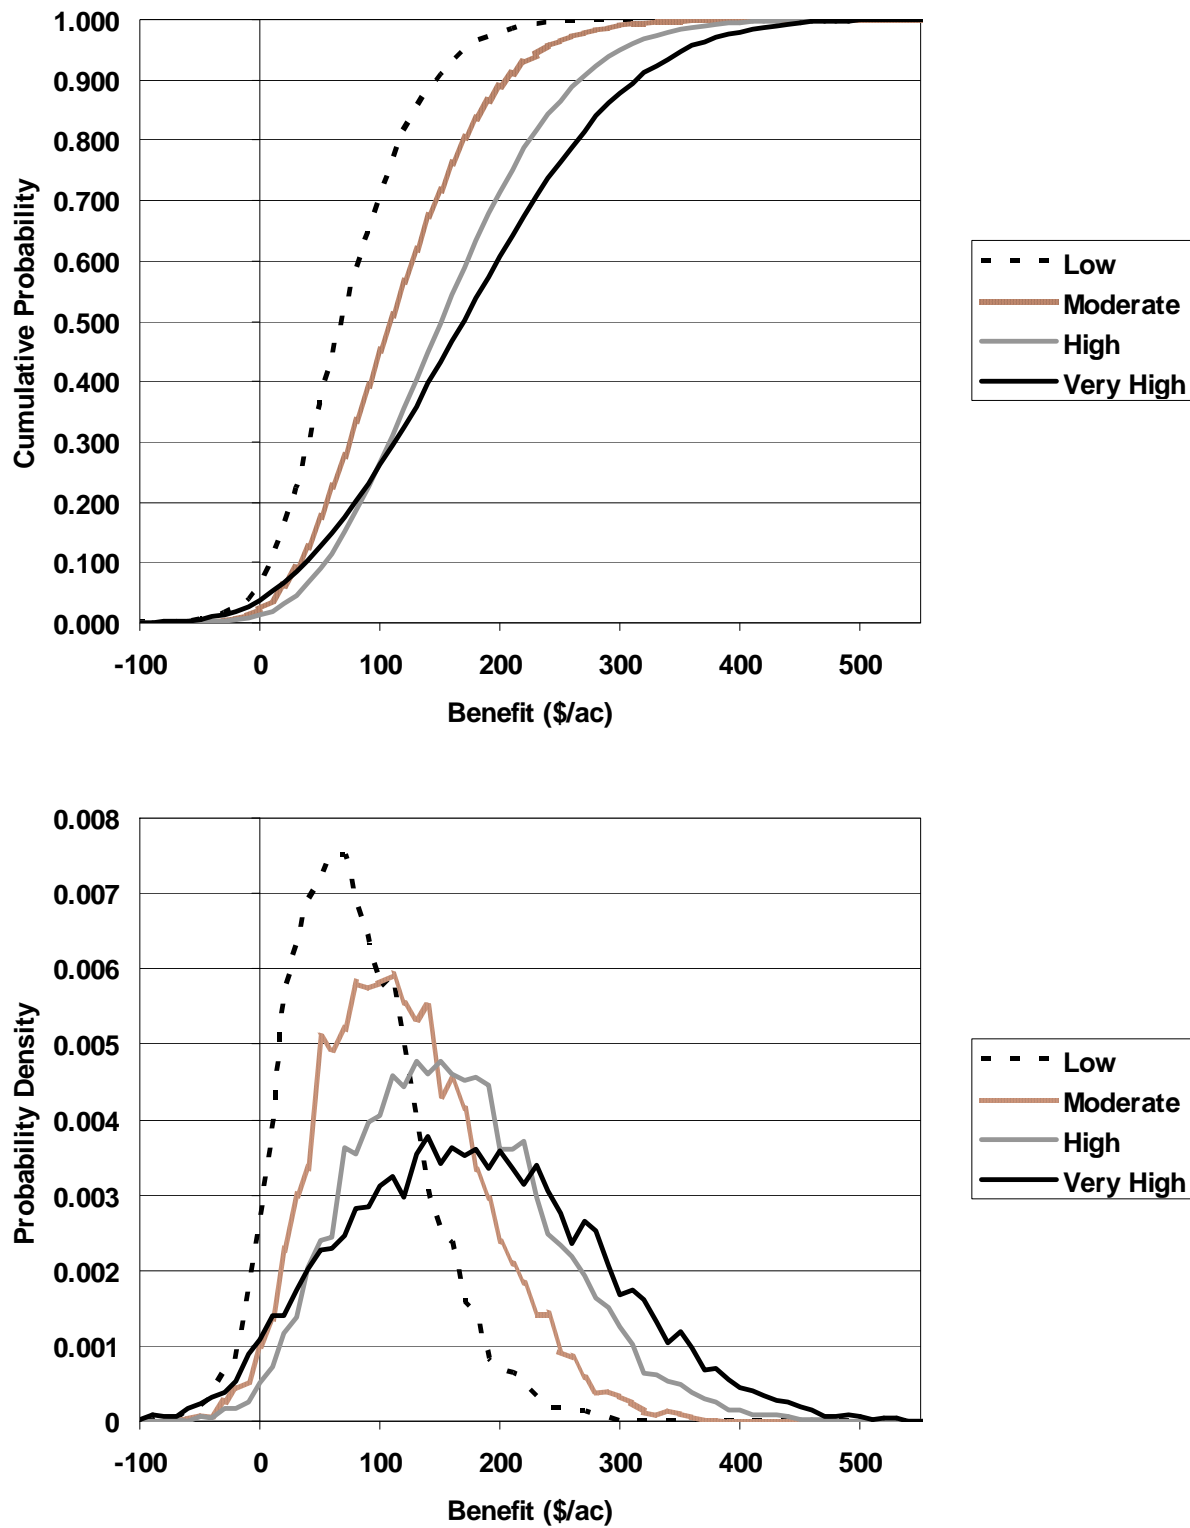 1.000
0.900
0.800
0.700
0.600
0.500
0.400
0.300
0.200
0.100
0.000
Cumulative Probability
-100 0 100 200 300 400 500
Benefit ($/ac)
Low
Moderate
High
Very High
0.008
0.007
0.006
0.005
0.004
0.003
0.002
0.001
0
Probability Density
-100 0 100 200 300 400 500
Benefit ($/ac)
Low
Moderate
High
Very High